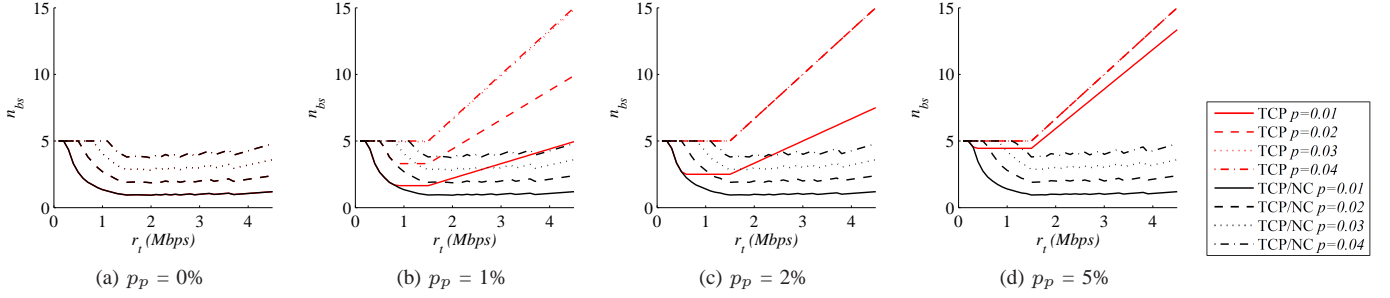 15
10
5
0
n_bs
0 1 2 3 4
r_t (Mbps)
(a) p_p = 0%
15
10
5
0
n_bs
0 1 2 3 4
r_t (Mbps)
(b) p_p = 1%
15
10
5
0
n_bs
0 1 2 3 4
r_t (Mbps)
(c) p_p = 2%
15
10
5
0
n_bs
0 1 2 3 4
r_t (Mbps)
(d) p_p = 5%
TCP p=0.01
TCP p=0.02
TCP p=0.03
TCP p=0.04
TCP/NC p=0.01
TCP/NC p=0.02
TCP/NC p=0.03
TCP/NC p=0.04